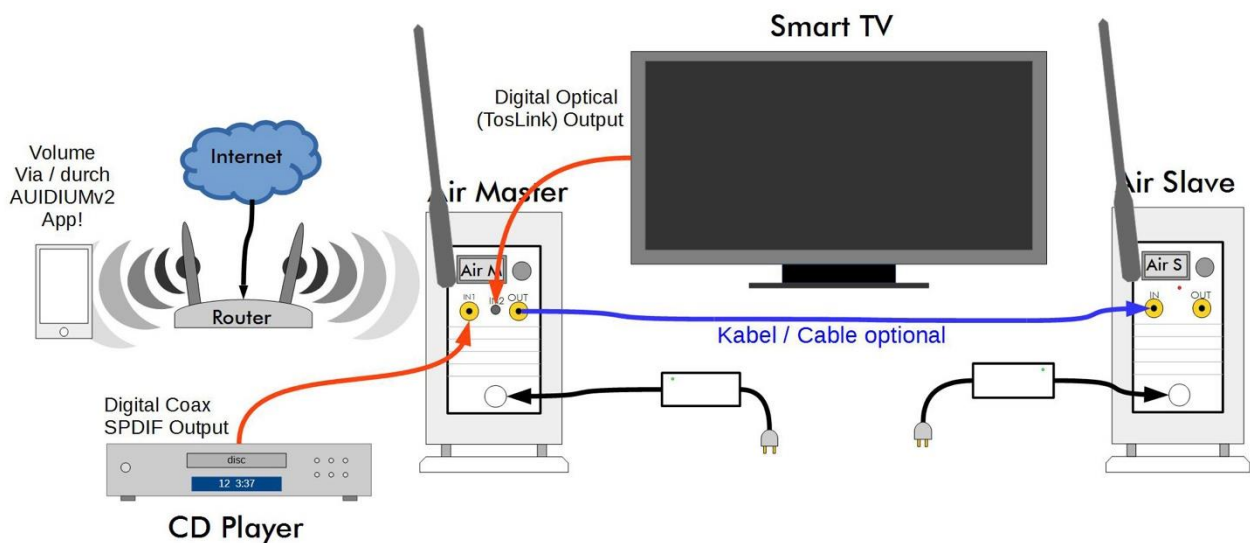 Smart TV
Digital Optical
(TosLink) Output
Internet
Volume
Via / durch
AUIDIUMv2
App!
Air Master
Air Slave
Air M
Air S
IN1
IN2
OUT
IN
OUT
Router
Kabel / Cable optional
Digital Coax
SPDIF Output
disc
12 3:37
CD Player